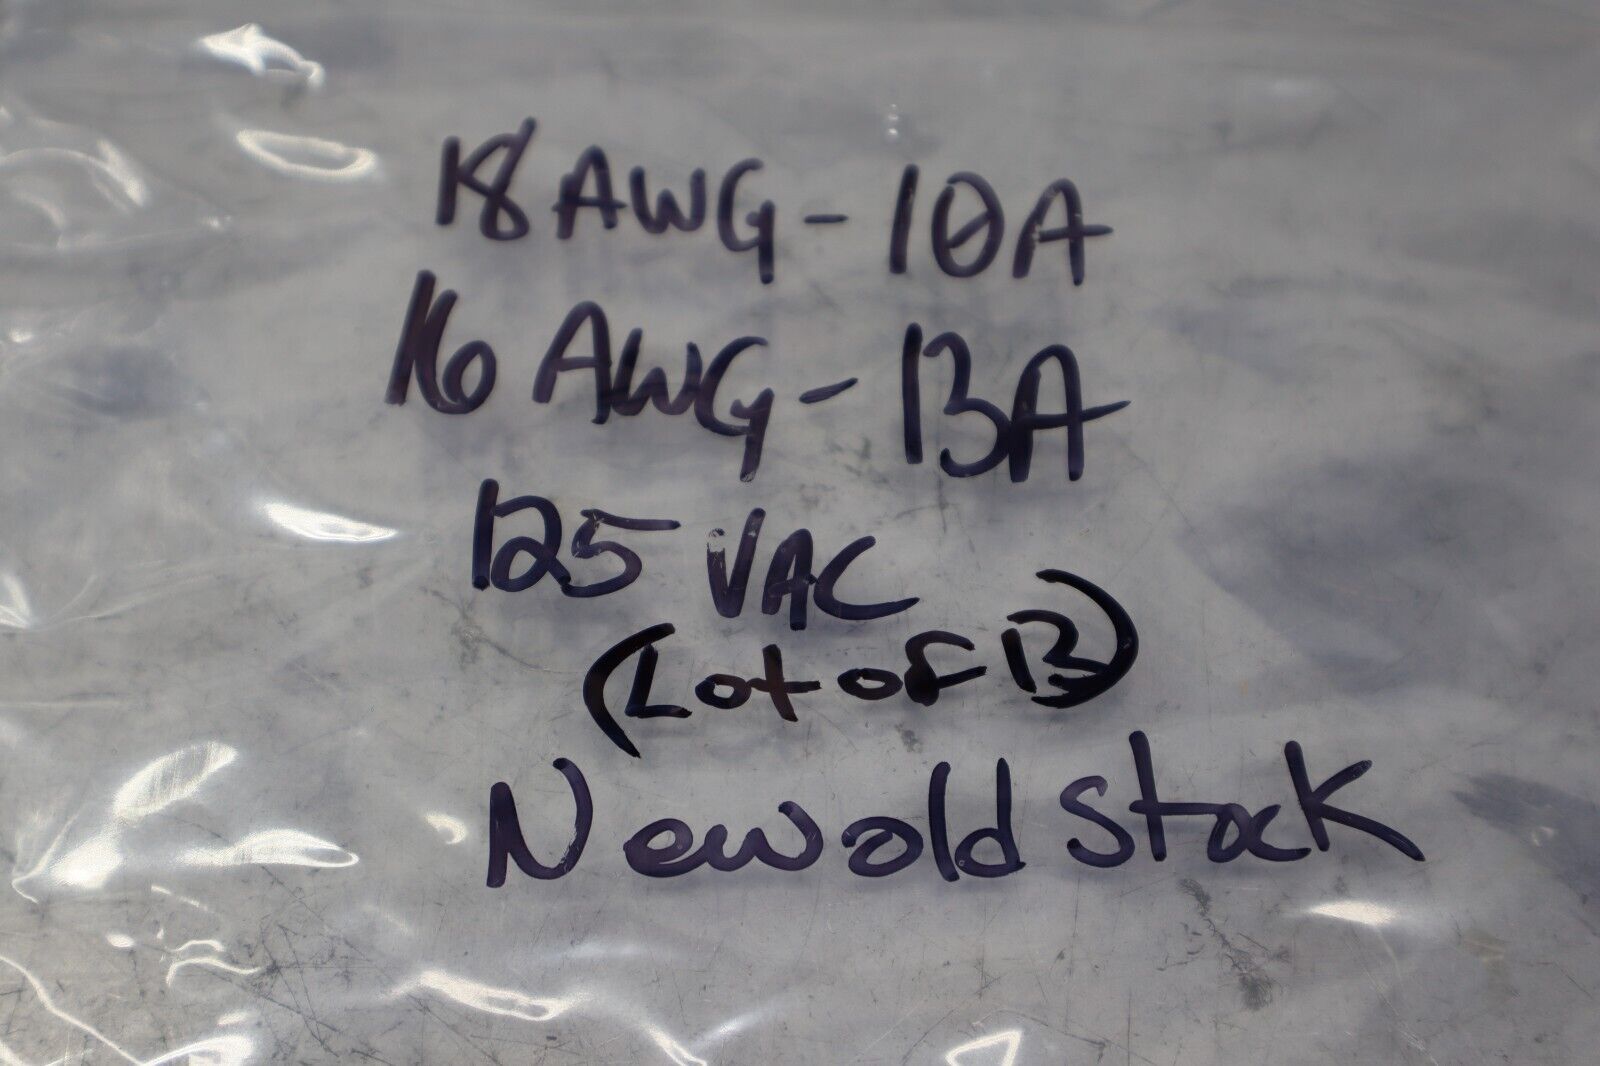 18 AWG - 10A
16 AWG - 13A
125 VAC
(Lot of 13)
New old Stock